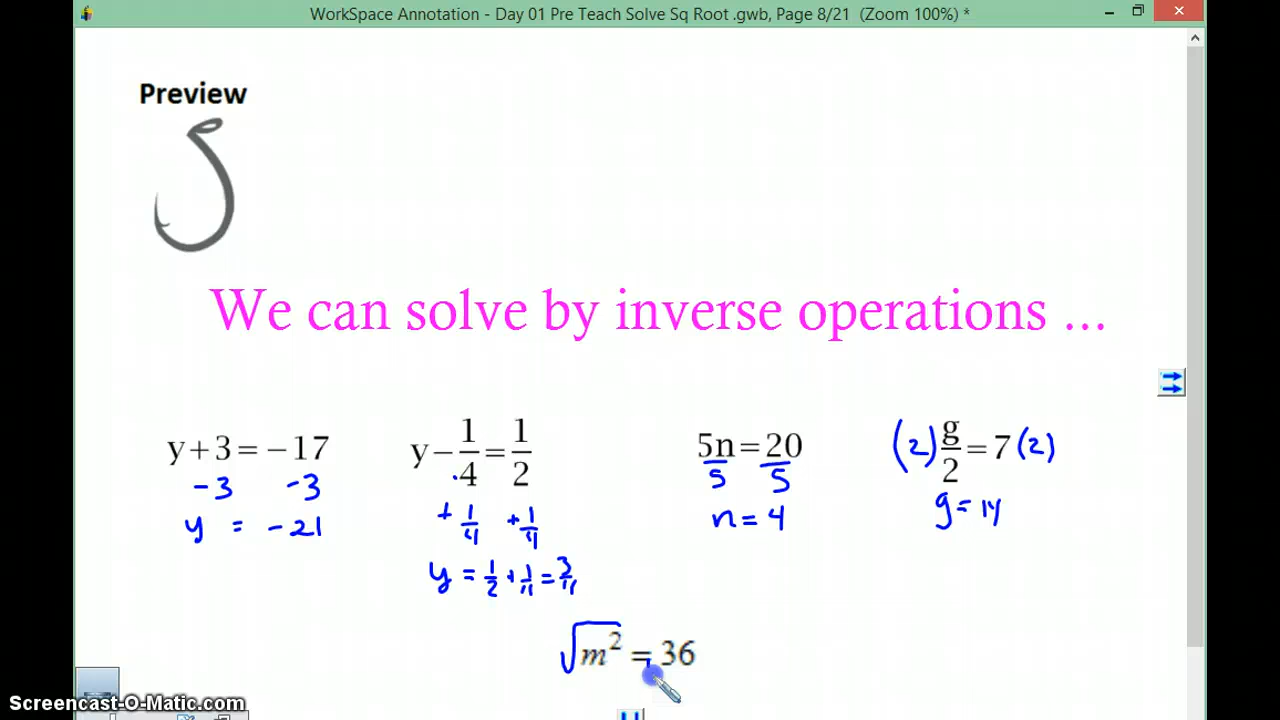 WorkSpace Annotation - Day 01 Pre Teach Solve Sq Root .gwb, Page 8/21 (Zoom 100%) *
Preview
We can solve by inverse operations ...
y+3=-17
-3 -3
y = -21
y-1/4=1/2
+1/4 +1/4
y = 1/2+1/4=3/4
5n=20
5 5
n=4
(2)g/2=7(2)
g=14
√m²=36
Screencast-O-Matic.com